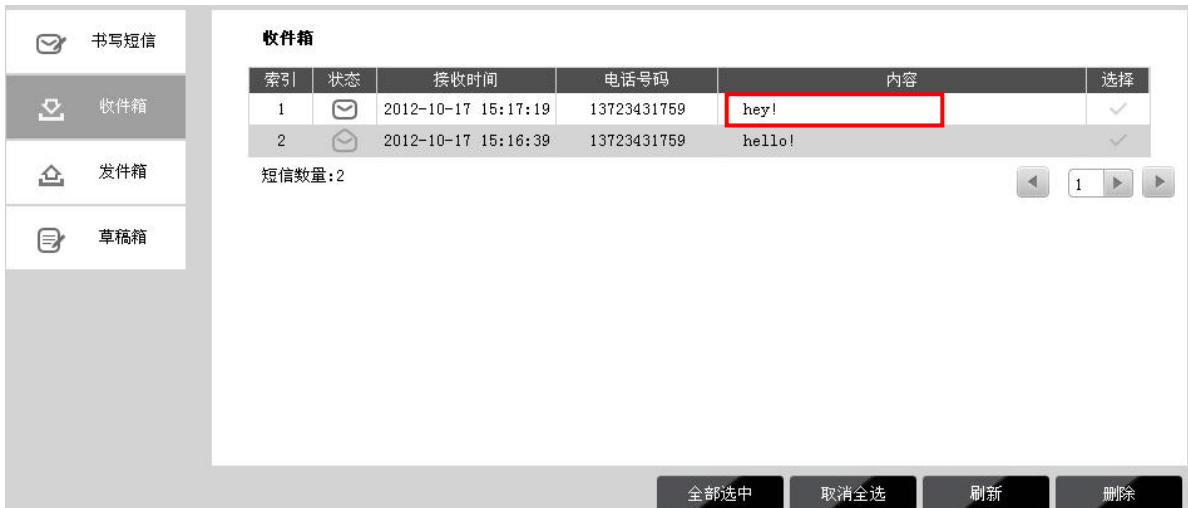 书写短信
收件箱
发件箱
草稿箱
收件箱
索引 状态 接收时间 电话号码 内容 选择
1 2012-10-17 15:17:19 13723431759 hey!
2 2012-10-17 15:16:39 13723431759 hello!
短信数量:2
1
全部选中 取消全选 刷新 删除